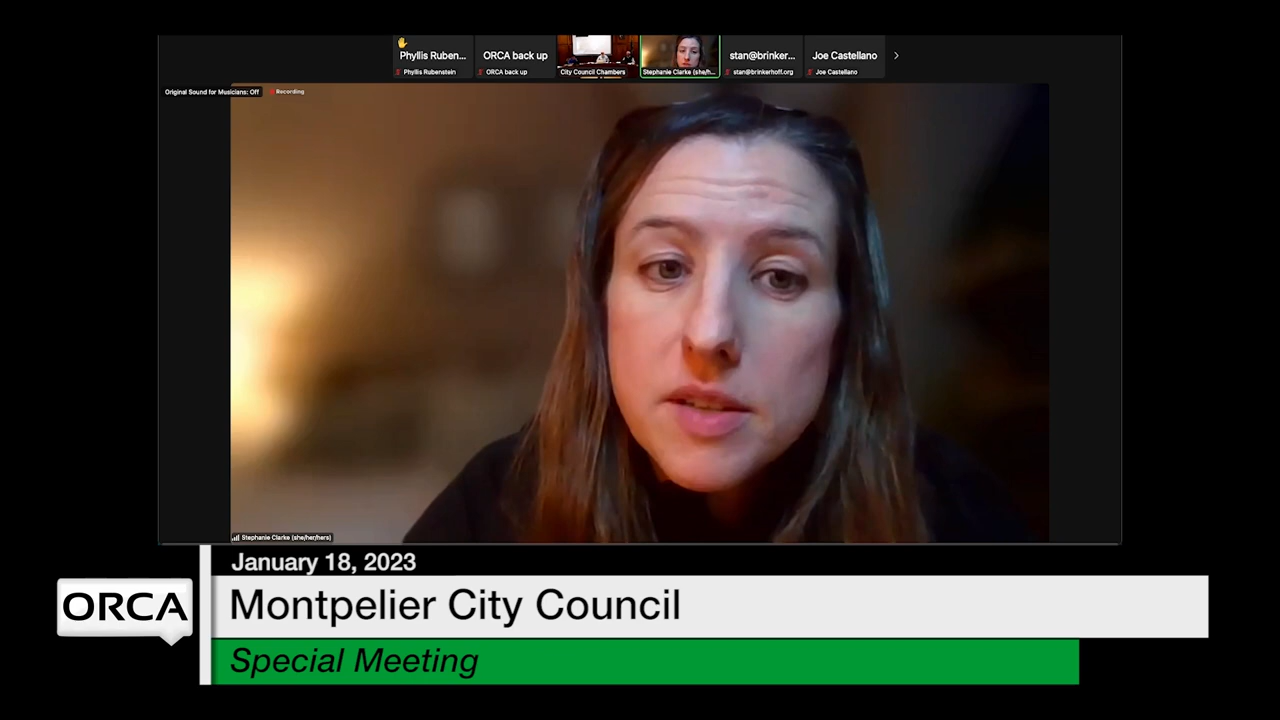 Phyllis Ruben...
ORCA back up
stan@brinker...
Joe Castellano
Phyllis Rubenstein
ORCA back up
City Council Chambers
Stephanie Clarke (she/h...
stan@brinkerhoff.org
Joe Castellano
Original Sound for Musicians: Off
Recording
Stephanie Clarke (she/her/hers)
January 18, 2023
ORCA
Montpelier City Council
Special Meeting